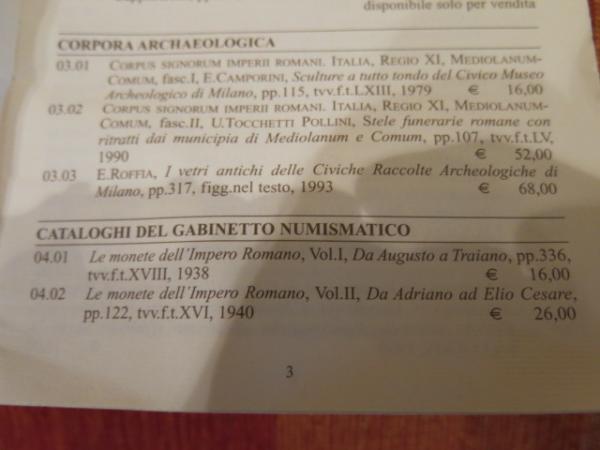 disponibile solo per vendita
CORPORA ARCHAEOLOGICA
03.01 CORPUS SIGNORUM IMPERII ROMANI. ITALIA, REGIO XI, MEDIOLANUM-
COMUM, fasc.I, E.CAMPORINI, Sculture a tutto tondo del Civico Museo
Archeologico di Milano, pp.115, tvv.f.t.LXIII, 1979 € 16,00
03.02 CORPUS SIGNORUM IMPERII ROMANI. ITALIA, REGIO XI, MEDIOLANUM-
COMUM, fasc.II, U.TOCCHETTI POLLINI, Stele funerarie romane con
ritratti dai municipia di Mediolanum e Comum, pp.107, tvv.f.t.LV,
1990 € 52,00
03.03 E.ROFFIA, I vetri antichi delle Civiche Raccolte Archeologiche di
Milano, pp.317, figg.nel testo, 1993 € 68,00
CATALOGHI DEL GABINETTO NUMISMATICO
04.01 Le monete dell'Impero Romano, Vol.I, Da Augusto a Traiano, pp.336,
tvv.f.t.XVIII, 1938 € 16,00
04.02 Le monete dell'Impero Romano, Vol.II, Da Adriano ad Elio Cesare,
pp.122, tvv.f.t.XVI, 1940 € 26,00
3